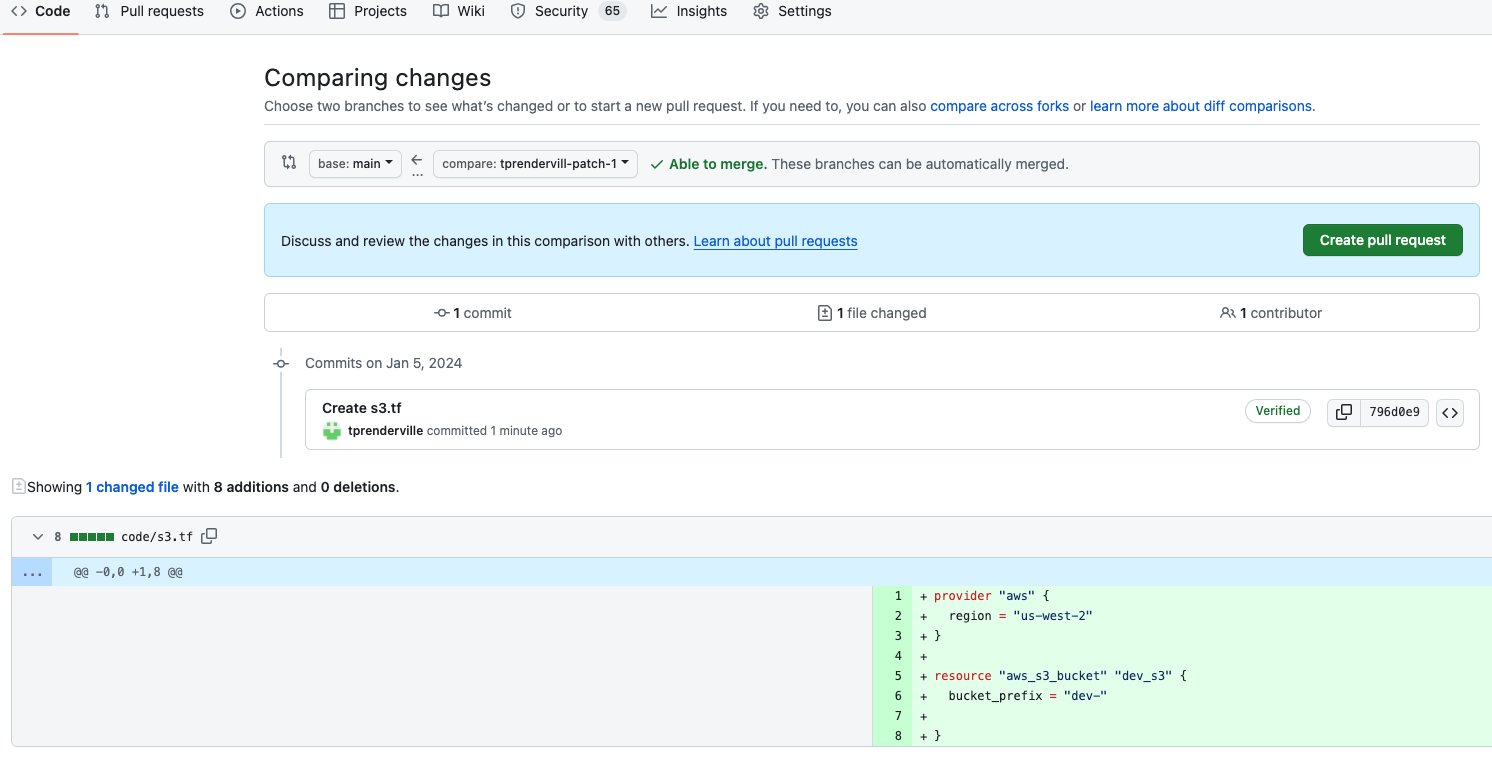 Code Pull requests Actions Projects Wiki Security 65 Insights Settings
Comparing changes
Choose two branches to see what's changed or to start a new pull request. If you need to, you can also compare across forks or learn more about diff comparisons.
base: main ← compare: tprendervill-patch-1 ✓ Able to merge. These branches can be automatically merged.
...
Discuss and review the changes in this comparison with others. Learn about pull requests Create pull request
1 commit 1 file changed 1 contributor
Commits on Jan 5, 2024
Create s3.tf Verified 796d0e9
tprenderville committed 1 minute ago
Showing 1 changed file with 8 additions and 0 deletions.
8 code/s3.tf
... @@ -0,0 +1,8 @@
1 + provider "aws" {
2 +   region = "us-west-2"
3 + }
4 +
5 + resource "aws_s3_bucket" "dev_s3" {
6 +   bucket_prefix = "dev-"
7 +
8 + }